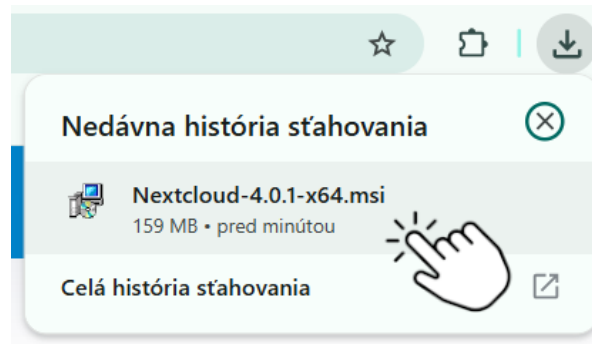 Nedávna história sťahovania
Nextcloud-4.0.1-x64.msi
159 MB • pred minútou
Celá história sťahovania